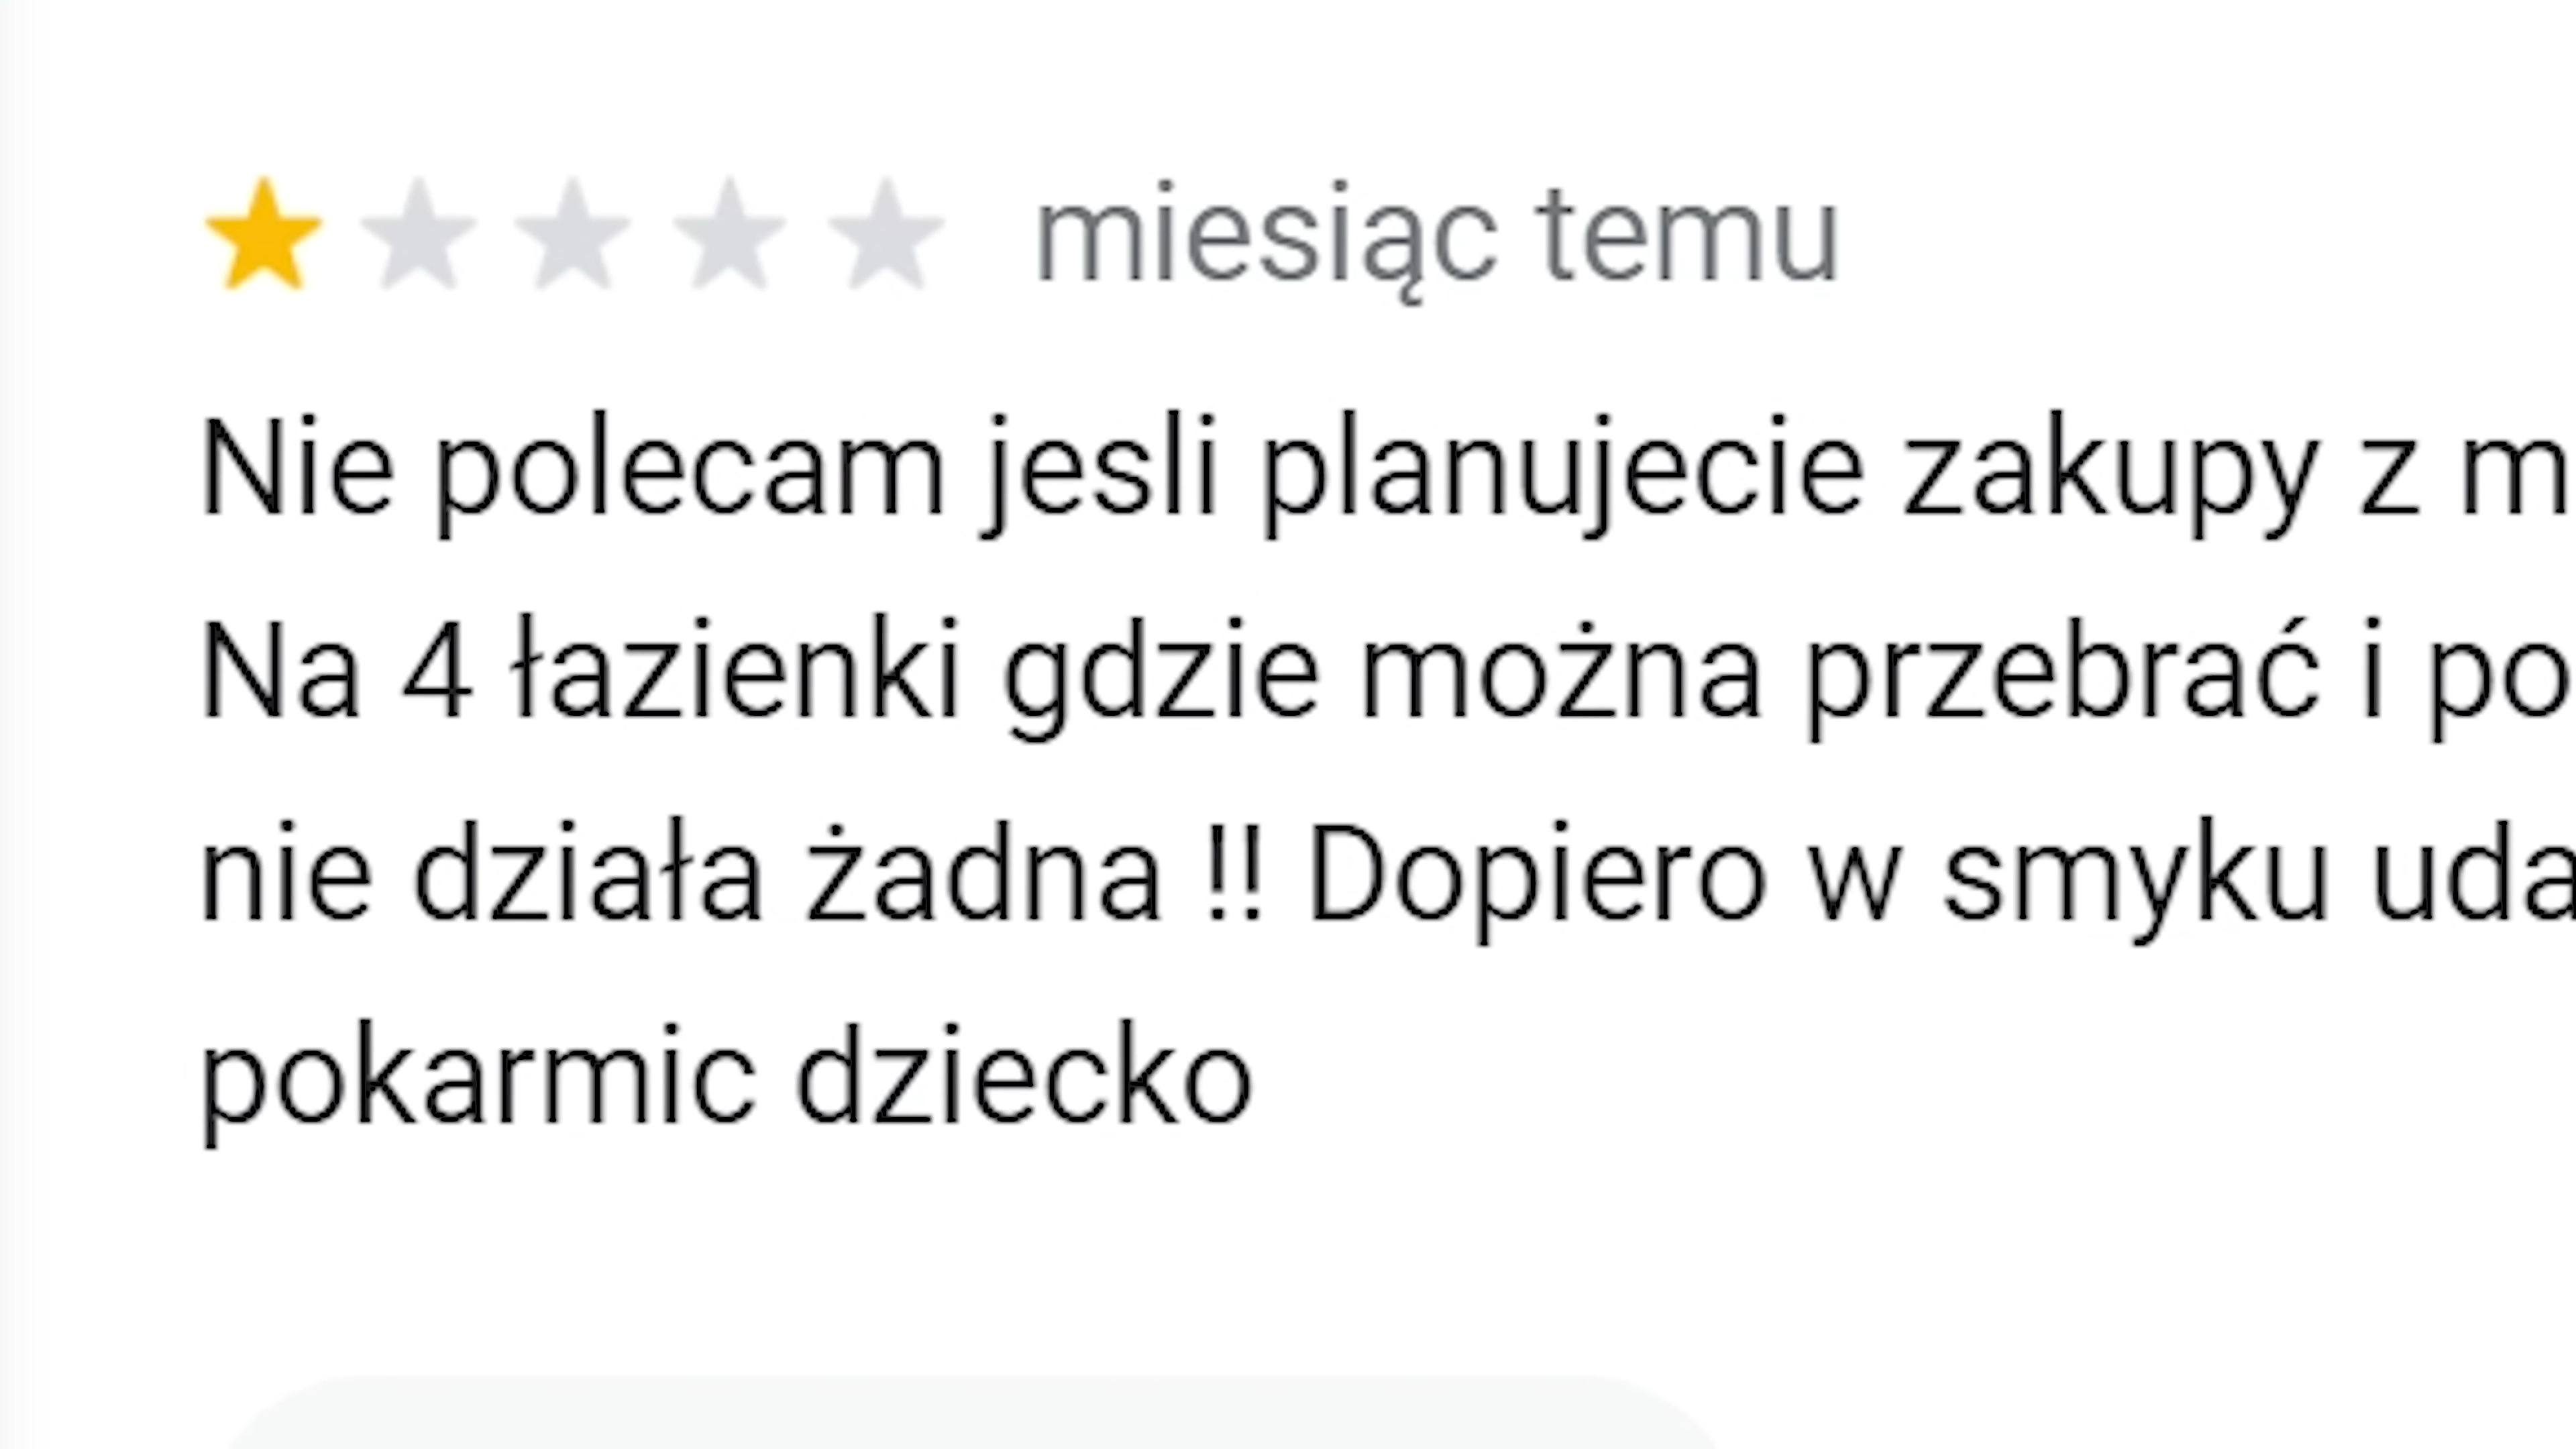 miesiąc temu
Nie polecam jesli planujecie zakupy z
Na 4 łazienki gdzie można przebrać i
nie działa żadna !! Dopiero w smyku
pokarmic dziecko